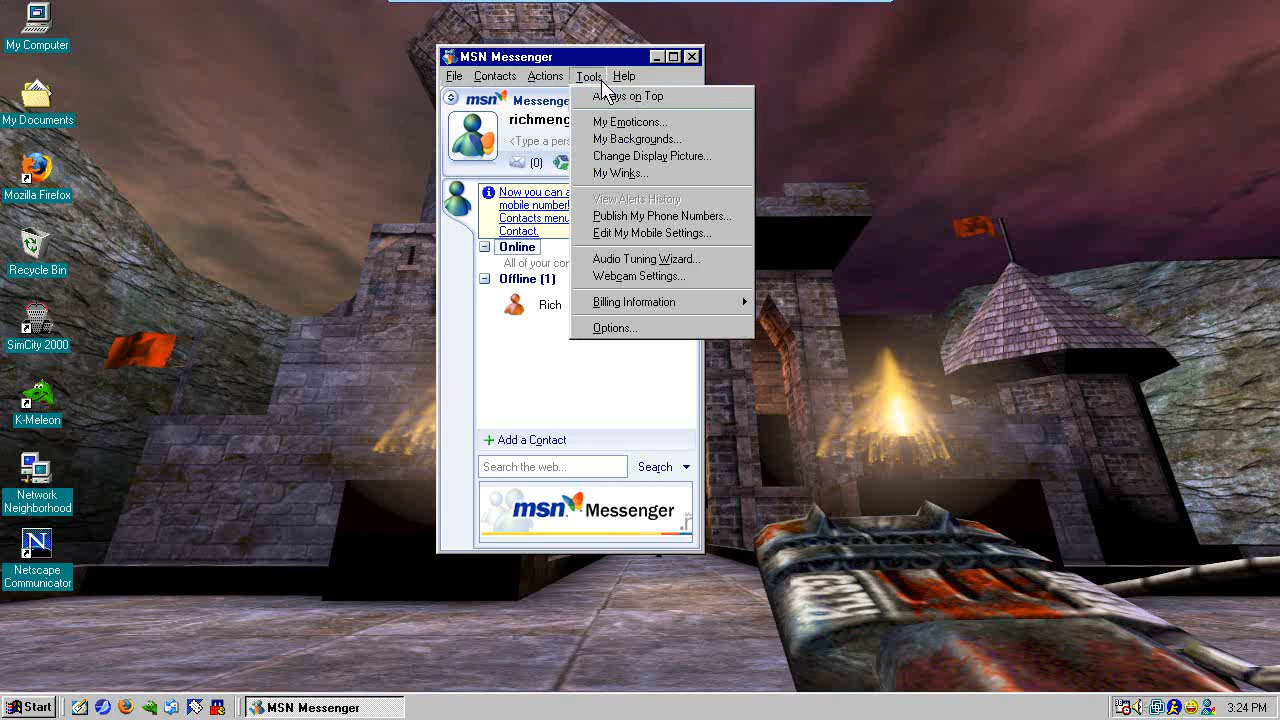 My Computer
My Documents
Mozilla Firefox
Recycle Bin
SimCity 2000
K-Meleon
Network
Neighborhood
Netscape
Communicator
MSN Messenger
File Contacts Actions Tools Help
msn Messenge
richmeng
<Type a pers
(0)
Now you can a
mobile number!
Contacts menu
Contact.
Online
All of your con
Offline (1)
Rich
Always on Top
My Emoticons...
My Backgrounds...
Change Display Picture...
My Winks...
View Alerts History
Publish My Phone Numbers...
Edit My Mobile Settings...
Audio Tuning Wizard...
Webcam Settings...
Billing Information
Options...
Add a Contact
Search the web...
Search
msn Messenger
Start
MSN Messenger
3:24 PM